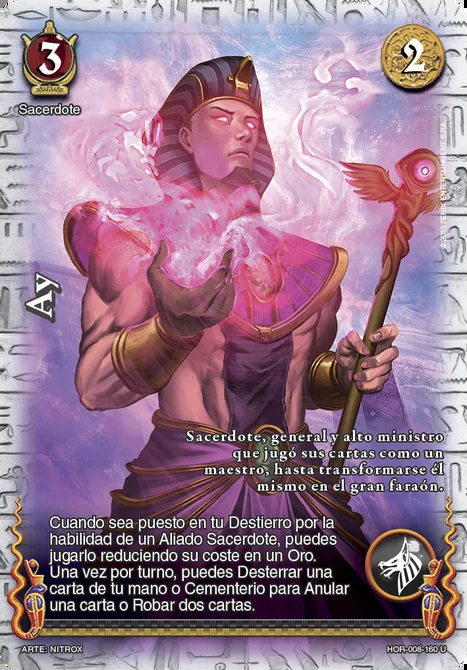 3
2
Sacerdote
©2023 FENIX ENTERTAINMENT S.P.A.
Ay
Sacerdote, general y alto ministro
que jugó sus cartas como un
maestro, hasta transformarse él
mismo en el gran faraón.
Cuando sea puesto en tu Destierro por la
habilidad de un Aliado Sacerdote, puedes
jugarlo reduciendo su coste en un Oro.
Una vez por turno, puedes Desterrar una
carta de tu mano o Cementerio para Anular
una carta o Robar dos cartas.
ARTE: NITROX
HOR-008-160 U